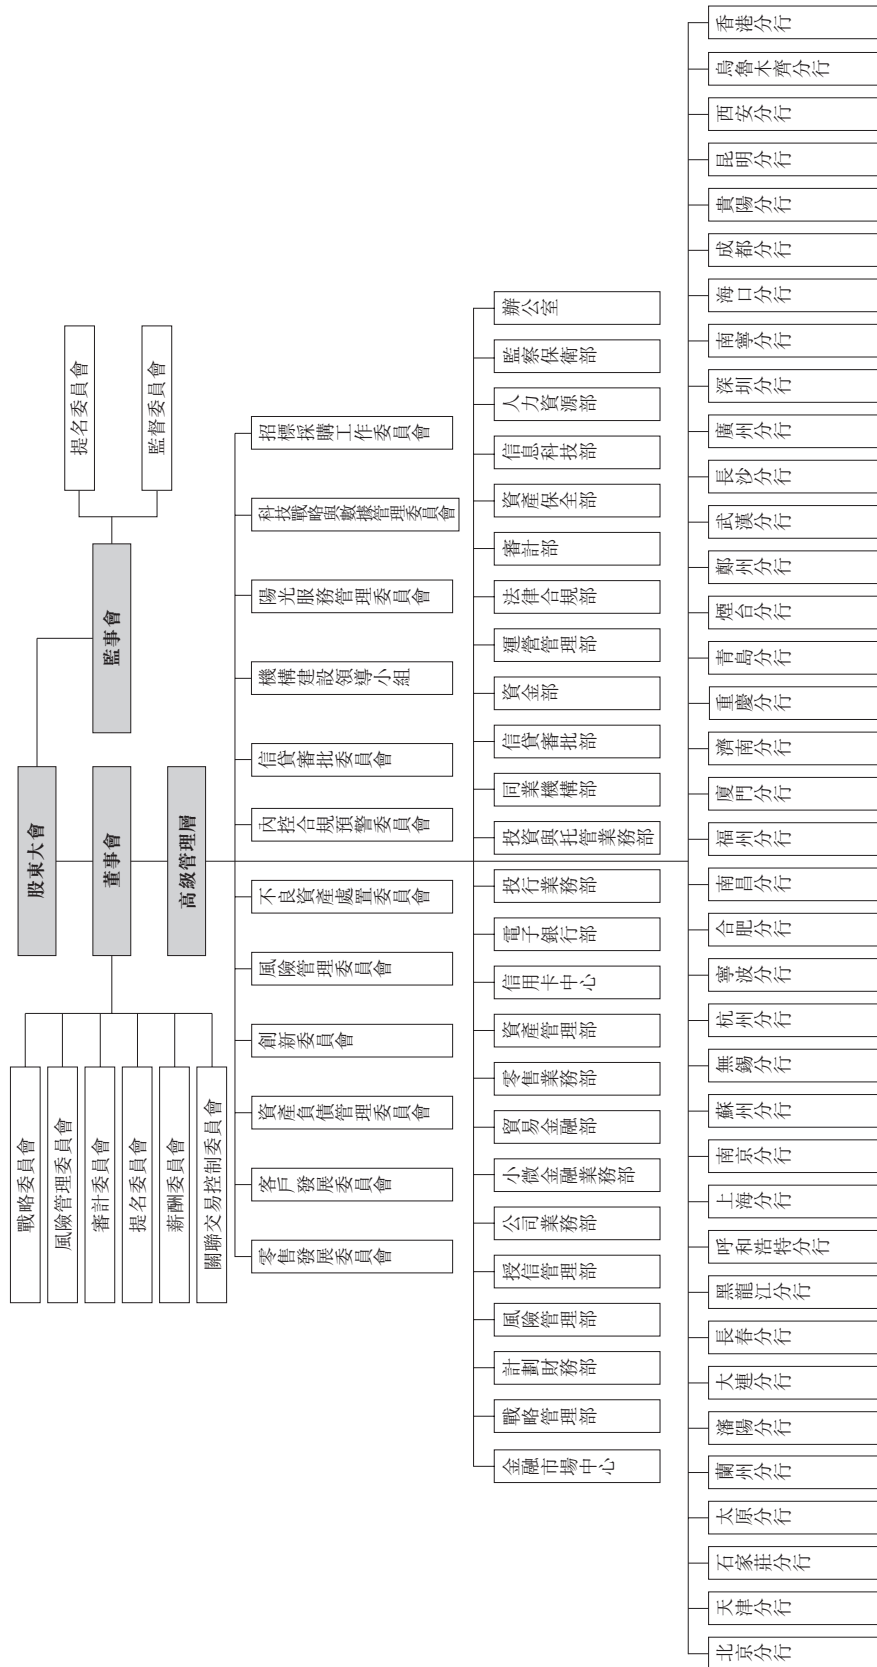 股東大會
董事會
監事會
高級管理層
戰略委員會
風險管理委員會
審計委員會
提名委員會
薪酬委員會
關聯交易控制委員會
提名委員會
監督委員會
零售發展委員會
客戶發展委員會
資產負債管理委員會
創新委員會
風險管理委員會
不良資產處置委員會
內控合規預警委員會
信貸審批委員會
機構建設領導小組
陽光服務管理委員會
科技戰略與數據管理委員會
招標採購工作委員會
金融市場中心
戰略管理部
計劃財務部
風險管理部
授信管理部
公司業務部
小微金融業務部
貿易金融部
零售業務部
資產管理部
信用卡中心
電子銀行部
投行業務部
投資與托管業務部
同業機構部
信貸審批部
資金部
運營管理部
法律合規部
審計部
資產保全部
信息科技部
人力資源部
監察保衛部
辦公室
北京分行
天津分行
石家莊分行
太原分行
蘭州分行
瀋陽分行
大連分行
長春分行
黑龍江分行
呼和浩特分行
上海分行
南京分行
蘇州分行
無錫分行
杭州分行
寧波分行
合肥分行
南昌分行
福州分行
廈門分行
濟南分行
重慶分行
青島分行
煙台分行
鄭州分行
武漢分行
長沙分行
廣州分行
深圳分行
南寧分行
海口分行
成都分行
貴陽分行
昆明分行
西安分行
烏魯木齊分行
香港分行